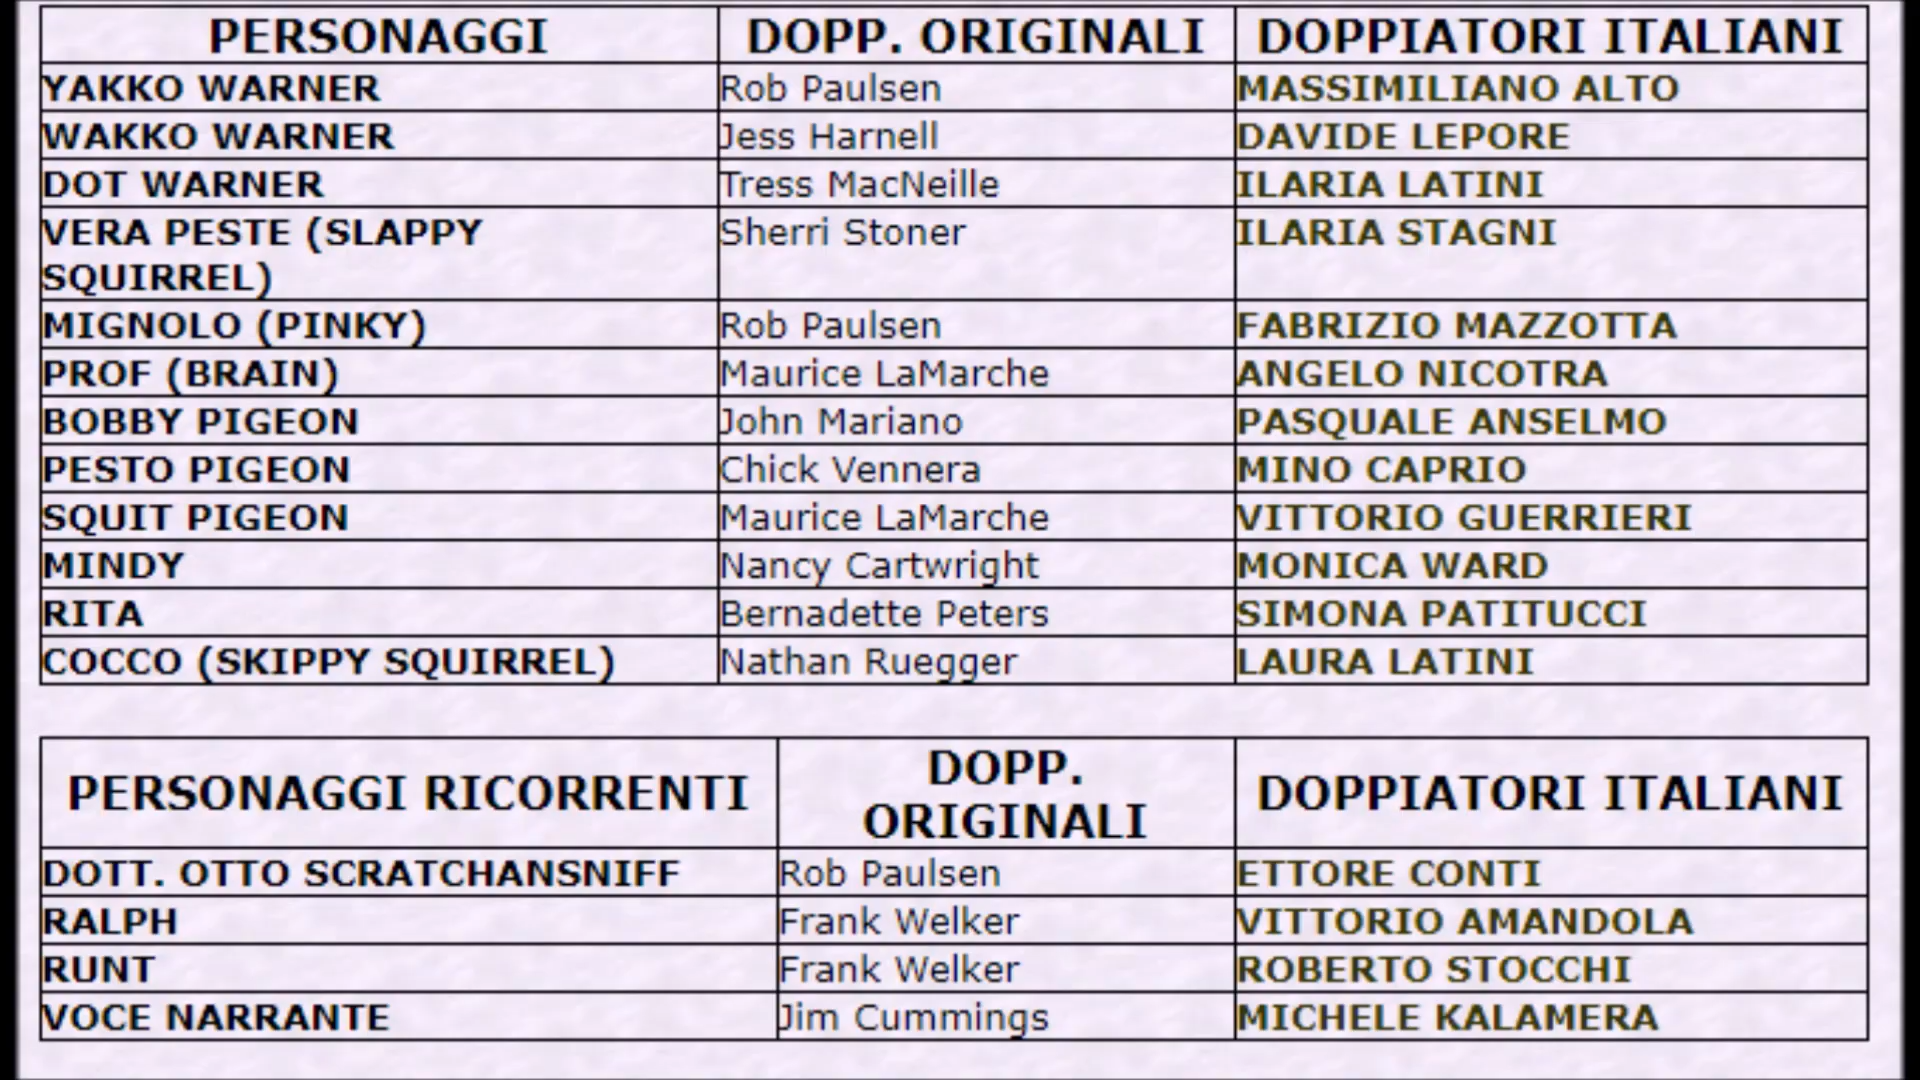 PERSONAGGI DOPP. ORIGINALI DOPPIATORI ITALIANI
YAKKO WARNER Rob Paulsen MASSIMILIANO ALTO
WAKKO WARNER Jess Harnell DAVIDE LEPORE
DOT WARNER Tress MacNeille ILARIA LATINI
VERA PESTE (SLAPPY Sherri Stoner ILARIA STAGNI
SQUIRREL)
MIGNOLO (PINKY) Rob Paulsen FABRIZIO MAZZOTTA
PROF (BRAIN) Maurice LaMarche ANGELO NICOTRA
BOBBY PIGEON John Mariano PASQUALE ANSELMO
PESTO PIGEON Chick Vennera MINO CAPRIO
SQUIT PIGEON Maurice LaMarche VITTORIO GUERRIERI
MINDY Nancy Cartwright MONICA WARD
RITA Bernadette Peters SIMONA PATITUCCI
COCCO (SKIPPY SQUIRREL) Nathan Ruegger LAURA LATINI
PERSONAGGI RICORRENTI DOPP. ORIGINALI DOPPIATORI ITALIANI
DOTT. OTTO SCRATCHANSNIFF Rob Paulsen ETTORE CONTI
RALPH Frank Welker VITTORIO AMANDOLA
RUNT Frank Welker ROBERTO STOCCHI
VOCE NARRANTE Jim Cummings MICHELE KALAMERA